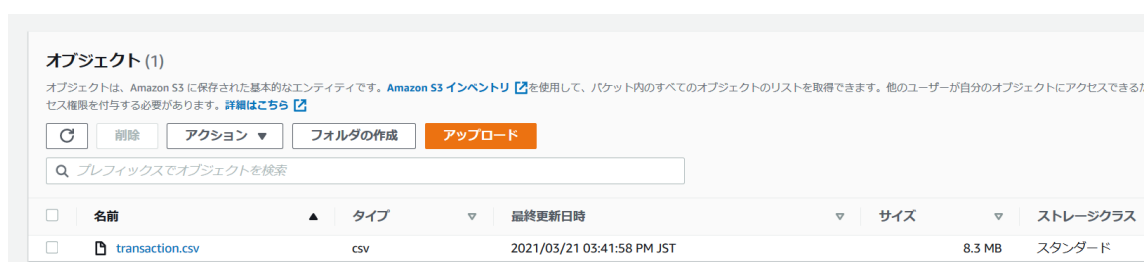 オブジェクト (1)
オブジェクトは、Amazon S3 に保存された基本的なエンティティです。Amazon S3 インベントリ を使用して、バケット内のすべてのオブジェクトのリストを取得できます。他のユーザーが自分のオブジェクトにアクセスできるた
セス権限を付与する必要があります。詳細はこちら
削除 アクション ▼ フォルダの作成 アップロード
プレフィックスでオブジェクトを検索
名前 ▲ タイプ ▽ 最終更新日時 ▽ サイズ ▽ ストレージクラス
transaction.csv csv 2021/03/21 03:41:58 PM JST 8.3 MB スタンダード